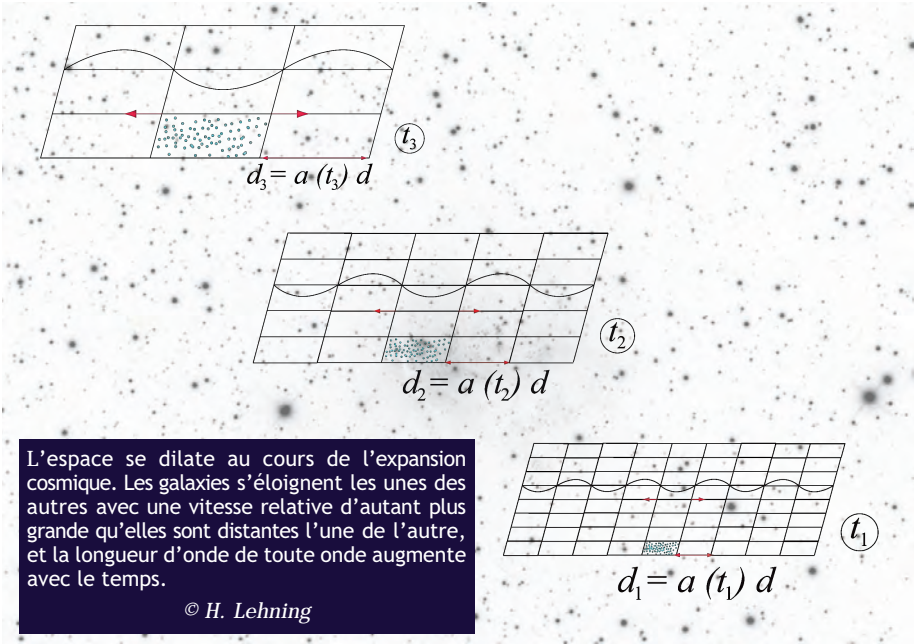 t₃
d₃ = a (t₃) d
t₂
d₂ = a (t₂) d
L'espace se dilate au cours de l'expansion
cosmique. Les galaxies s'éloignent les unes des
autres avec une vitesse relative d'autant plus
grande qu'elles sont distantes l'une de l'autre,
et la longueur d'onde de toute onde augmente
avec le temps.
© H. Lehning
t₁
d₁ = a (t₁) d